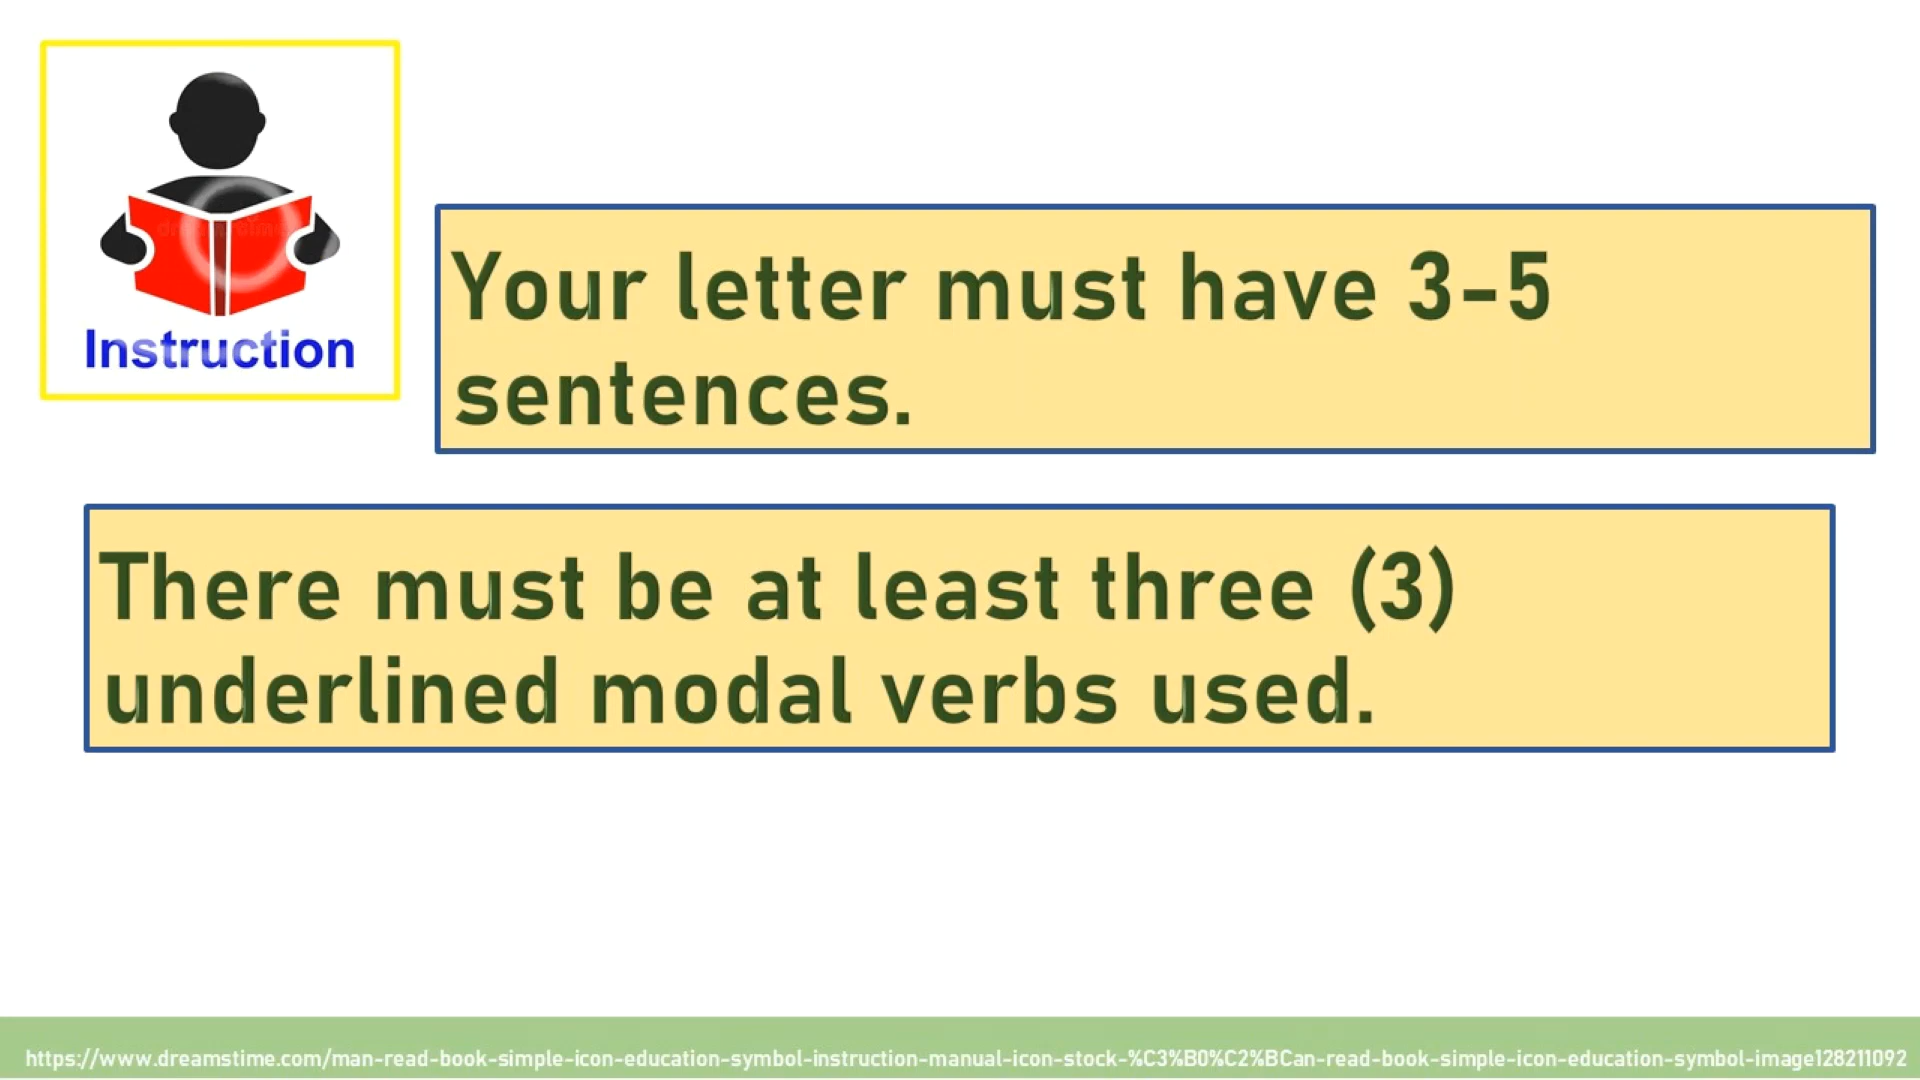 Instruction
Your letter must have 3-5
sentences.
There must be at least three (3)
underlined modal verbs used.
https://www.dreamstime.com/man-read-book-simple-icon-education-symbol-instruction-manual-icon-stock-%C3%B0%C2%BCan-read-book-simple-icon-education-symbol-image128211092